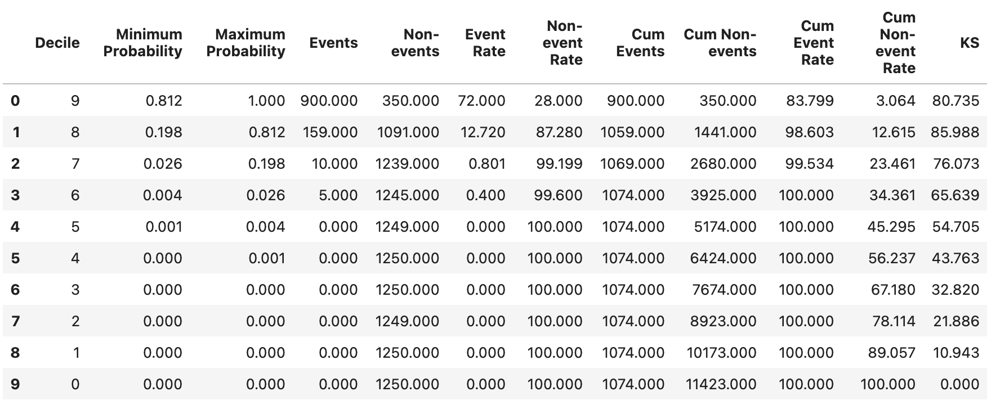 Decile Minimum Probability Maximum Probability Events Non-events Event Rate Non-event Rate Cum Events Cum Non-events Cum Event Rate Cum Non-event Rate KS
0 9 0.812 1.000 900.000 350.000 72.000 28.000 900.000 350.000 83.799 3.064 80.735
1 8 0.198 0.812 159.000 1091.000 12.720 87.280 1059.000 1441.000 98.603 12.615 85.988
2 7 0.026 0.198 10.000 1239.000 0.801 99.199 1069.000 2680.000 99.534 23.461 76.073
3 6 0.004 0.026 5.000 1245.000 0.400 99.600 1074.000 3925.000 100.000 34.361 65.639
4 5 0.001 0.004 0.000 1249.000 0.000 100.000 1074.000 5174.000 100.000 45.295 54.705
5 4 0.000 0.001 0.000 1250.000 0.000 100.000 1074.000 6424.000 100.000 56.237 43.763
6 3 0.000 0.000 0.000 1250.000 0.000 100.000 1074.000 7674.000 100.000 67.180 32.820
7 2 0.000 0.000 0.000 1249.000 0.000 100.000 1074.000 8923.000 100.000 78.114 21.886
8 1 0.000 0.000 0.000 1250.000 0.000 100.000 1074.000 10173.000 100.000 89.057 10.943
9 0 0.000 0.000 0.000 1250.000 0.000 100.000 1074.000 11423.000 100.000 100.000 0.000